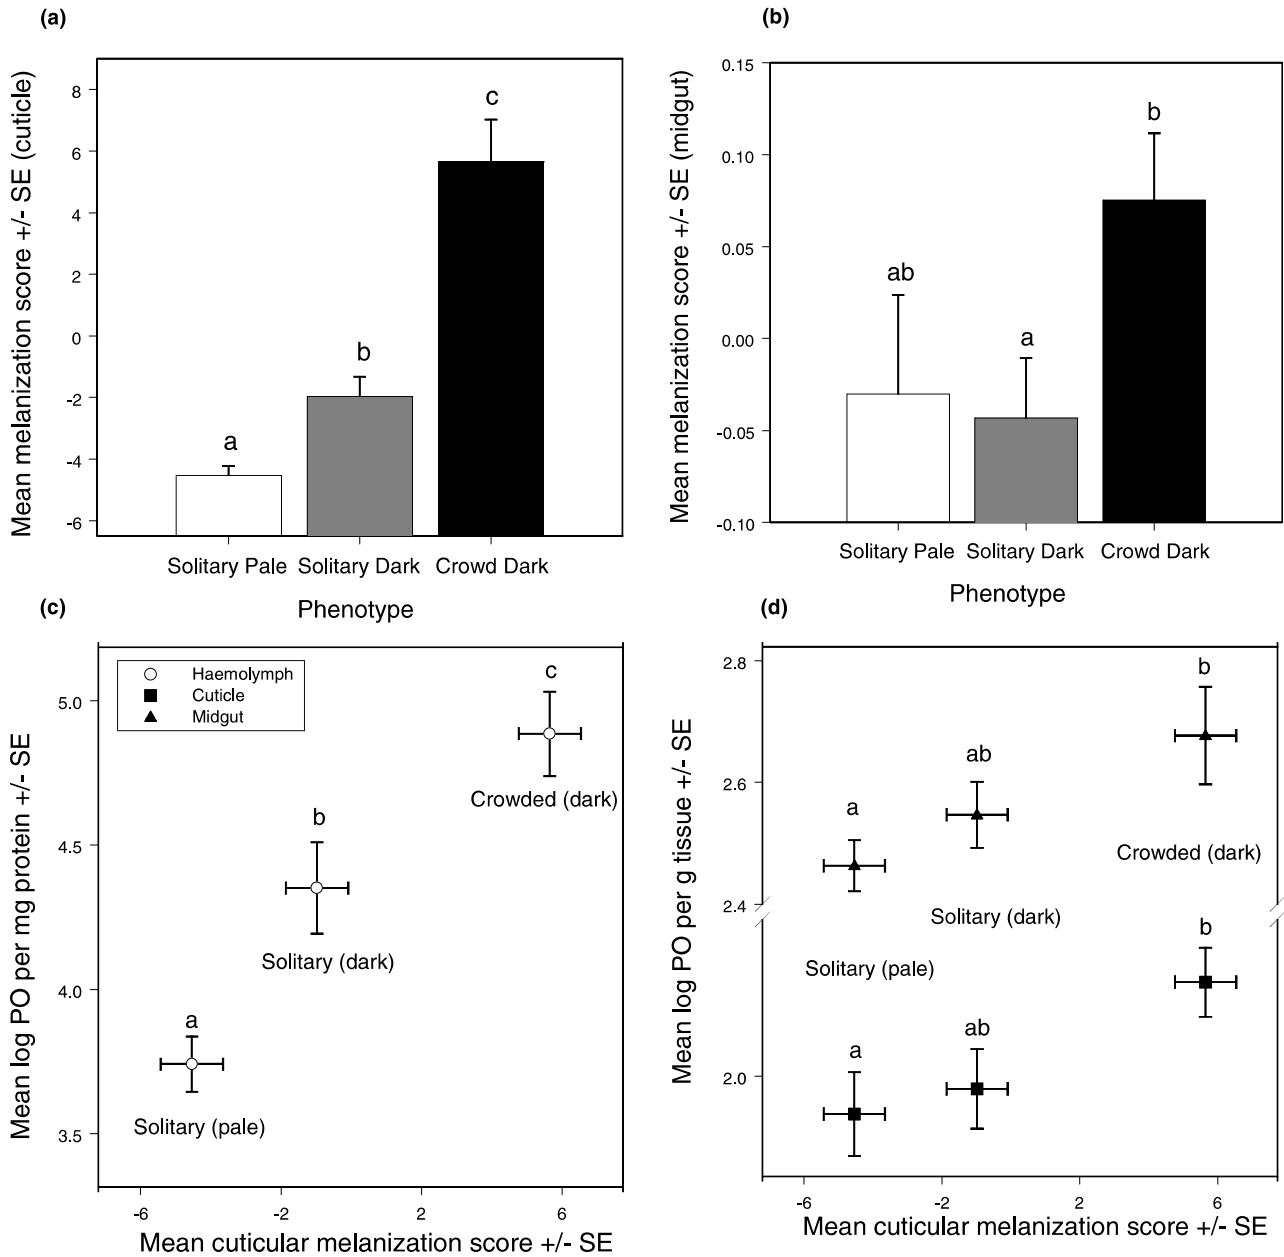 (a)
Mean melanization score +/- SE (cuticle)
8
6
4
2
0
-2
-4
-6
a
b
c
Solitary Pale
Solitary Dark
Crowd Dark
Phenotype
(b)
Mean melanization score +/- SE (midgut)
0.15
0.10
0.05
0.00
-0.05
-0.10
ab
a
b
Solitary Pale
Solitary Dark
Crowd Dark
Phenotype
(c)
Mean log PO per mg protein +/- SE
5.0
4.5
4.0
3.5
Haemolymph
Cuticle
Midgut
c
Crowded (dark)
b
Solitary (dark)
a
Solitary (pale)
-6
-2
2
6
Mean cuticular melanization score +/- SE
(d)
Mean log PO per g tissue +/- SE
2.8
2.6
2.4
2.0
b
ab
a
Crowded (dark)
Solitary (dark)
Solitary (pale)
b
ab
a
-6
-2
2
6
Mean cuticular melanization score +/- SE